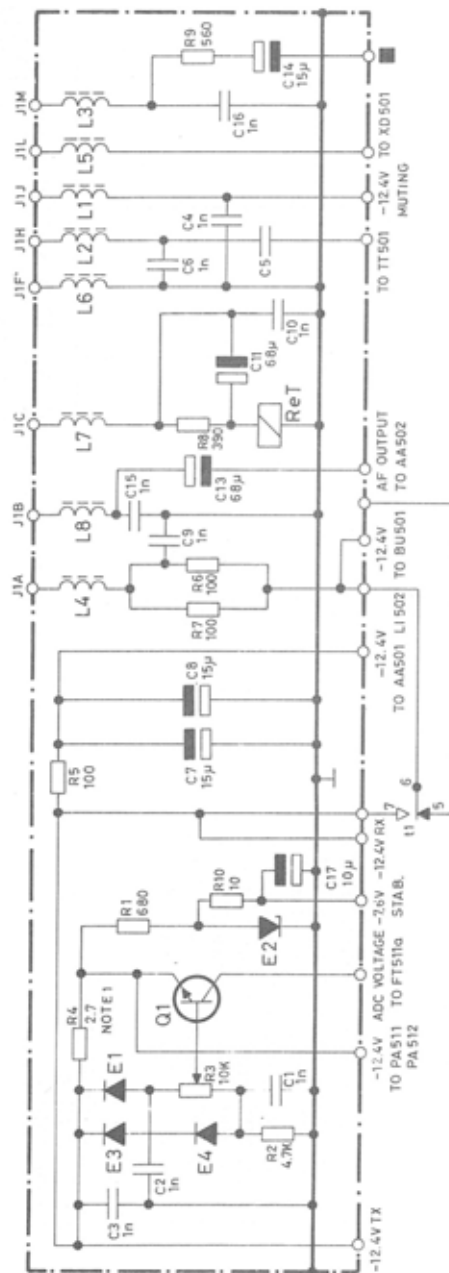 J1A
J1B
J1C
J1F
J1H
J1J
J1L
J1M
L4
L8
L7
L6
L2
L1
L5
L3
R9
560
C14
15µ
C16
1n
C4
1n
C6
1n
C5
C10
1n
C11
68µ
R8
390
ReT
C15
1n
C13
68µ
C9
1n
R6
100
R7
100
R5
100
C8
15µ
C7
15µ
R4
2.7
NOTE 1
R1
680
R10
10
C17
10µ
E2
Q1
E1
R3
10K
C1
1n
E3
E4
R2
4.7K
C2
1n
C3
1n
-12.4V TX
-12.4V
TO PA511
PA512
ADC VOLTAGE
TO FT511a
-7.6V
STAB.
-12.4V RX
7
6
t1
5
-12.4V
TO AA501 LI502
-12.4V
TO BU501
AF OUTPUT
TO AA502
TO TT501
-12.4V
MUTING
TO XD501